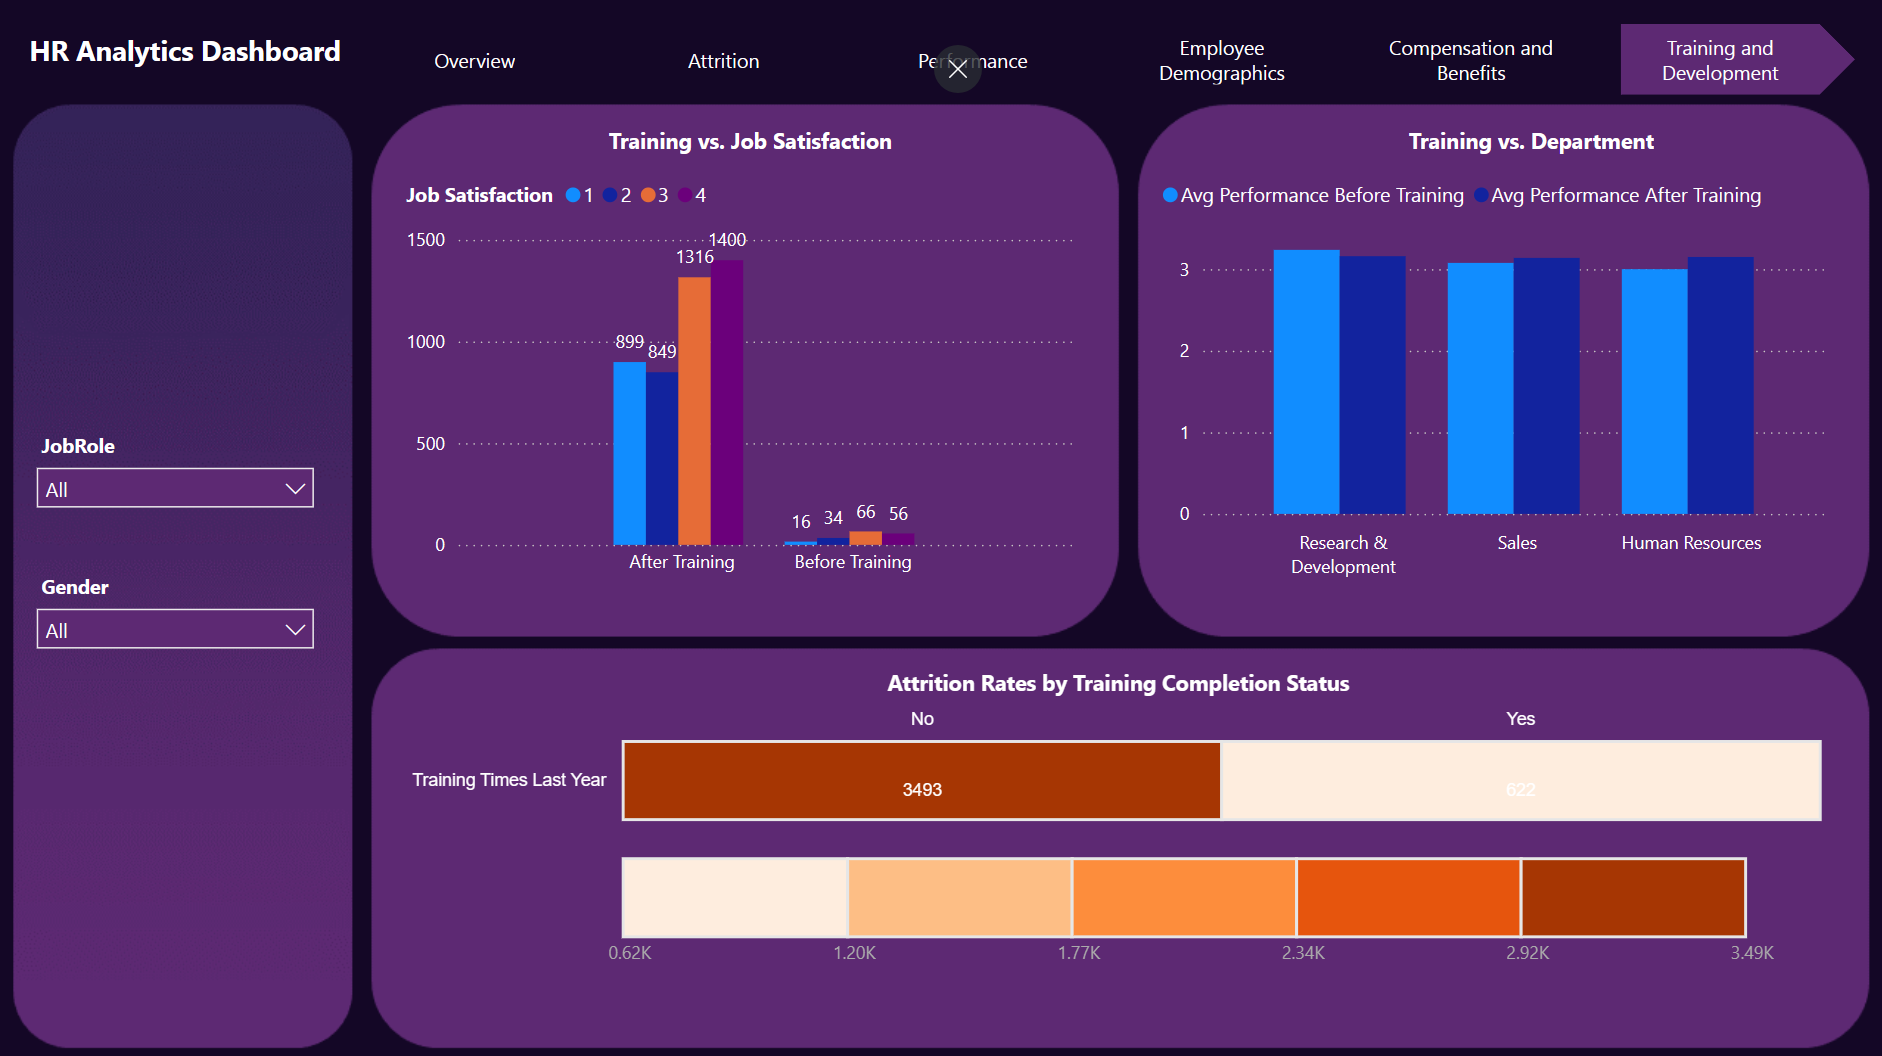 HR Analytics Dashboard
Overview
Attrition
Performance
Employee
Demographics
Compensation and
Benefits
Training and
Development
JobRole
All
Gender
All
Training vs. Job Satisfaction
Job Satisfaction 1 2 3 4
1500
1000
500
0
899
849
1316
1400
16
34
66
56
After Training
Before Training
Training vs. Department
Avg Performance Before Training Avg Performance After Training
3
2
1
0
Research &
Development
Sales
Human Resources
Attrition Rates by Training Completion Status
No Yes
Training Times Last Year 3493 622
0.62K 1.20K 1.77K 2.34K 2.92K 3.49K